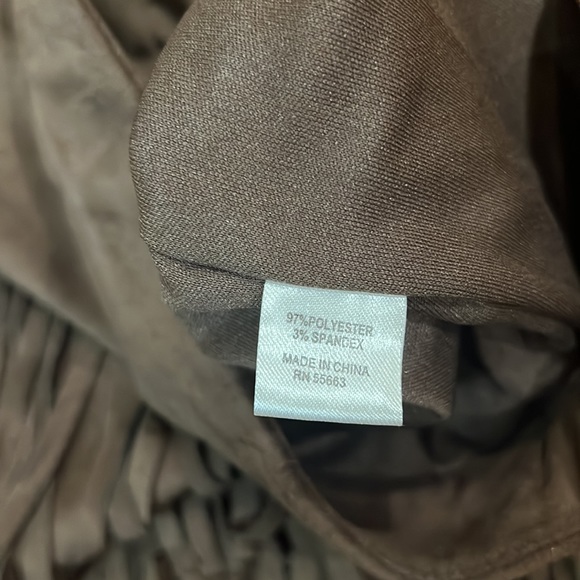 97%POLYESTER
3% SPANDEX
MADE IN CHINA
RN 55663